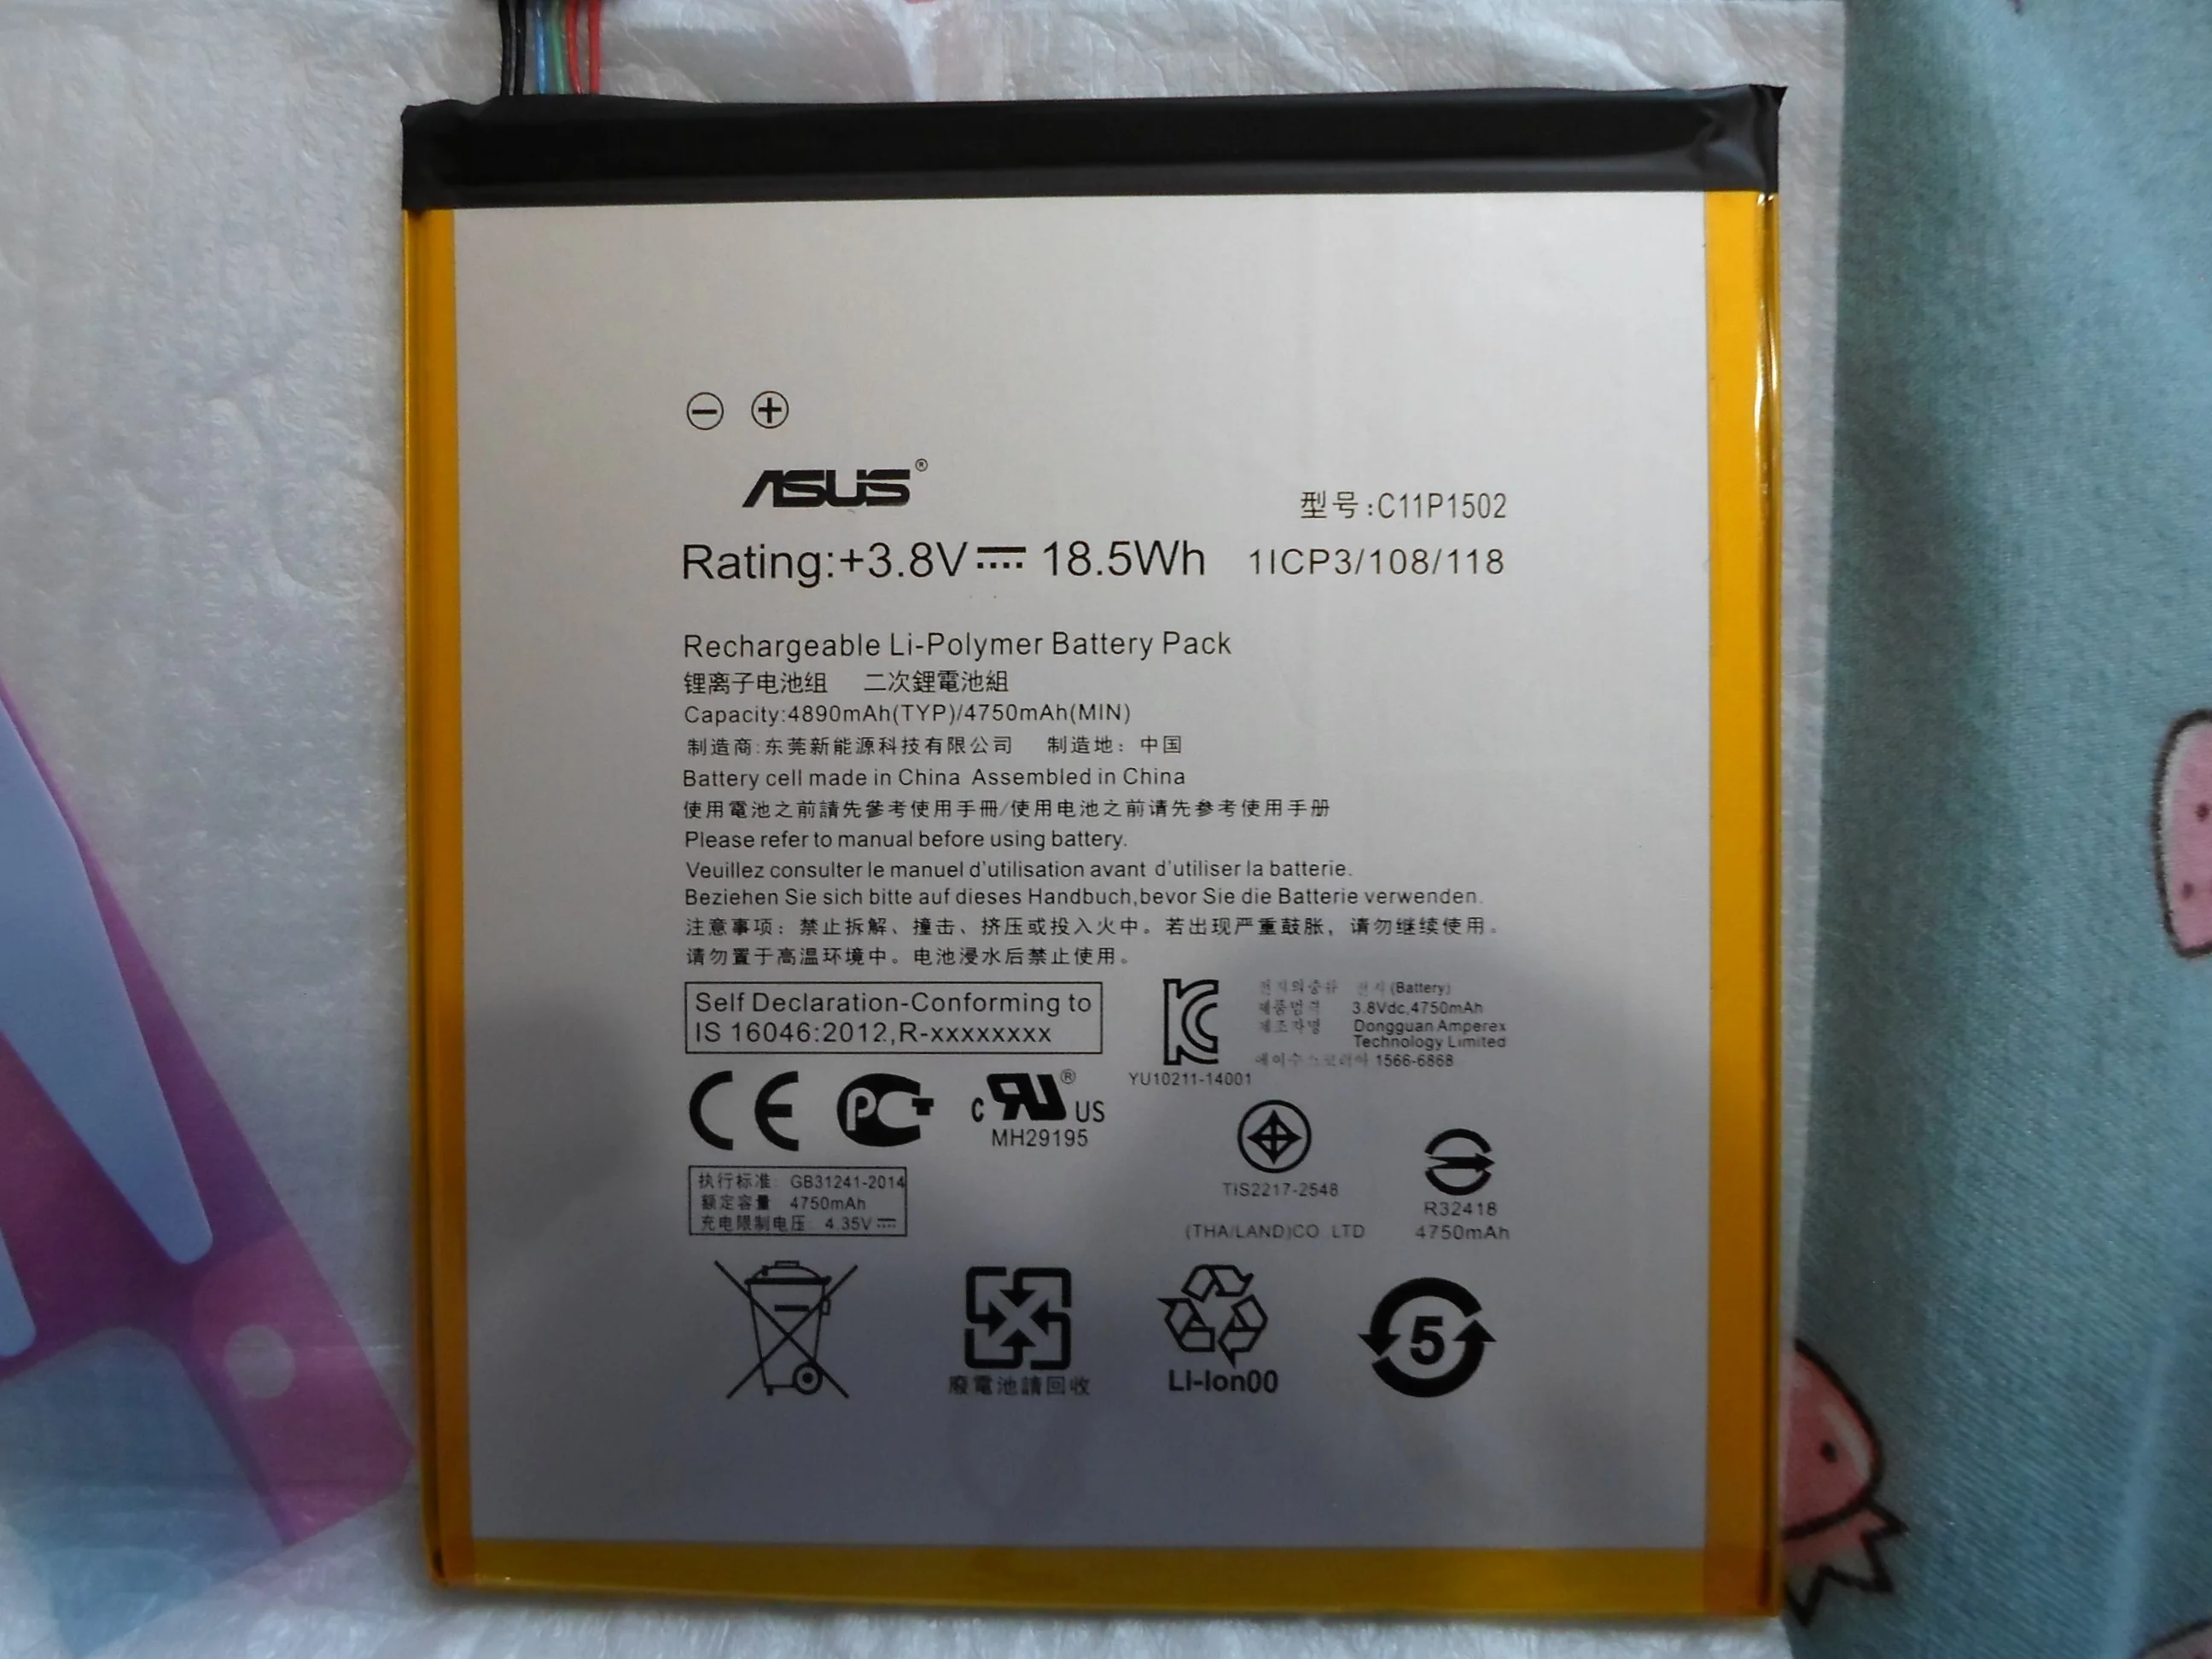 ASUS®
型号:C11P1502
Rating:+3.8V 18.5Wh 1ICP3/108/118
Rechargeable Li-Polymer Battery Pack
锂离子电池组 二次鋰電池組
Capacity:4890mAh(TYP)/4750mAh(MIN)
制造商:东莞新能源科技有限公司 制造地：中国
Battery cell made in China Assembled in China
使用電池之前請先參考使用手冊/使用电池之前请先参考使用手册
Please refer to manual before using battery.
Veuillez consulter le manuel d'utilisation avant d'utiliser la batterie.
Beziehen Sie sich bitte auf dieses Handbuch,bevor Sie die Batterie verwenden.
注意事项：禁止拆解、撞击、挤压或投入火中。若出现严重鼓胀，请勿继续使用。
请勿置于高温环境中。电池浸水后禁止使用。
Self Declaration-Conforming to
IS 16046:2012,R-xxxxxxxx
KC
YU10211-14001
(Battery)
3.8Vdc,4750mAh
제조자명 Dongguan Amperex
Technology Limited
1566-6868
CE
PCT
c RU® US
MH29195
TIS2217-2548
(THA/LAND)CO LTD
R32418
4750mAh
执行标准: GB31241-2014
额定容量 4750mAh
充电限制电压 4.35V
廢電池請回收
LI-Ion00
5